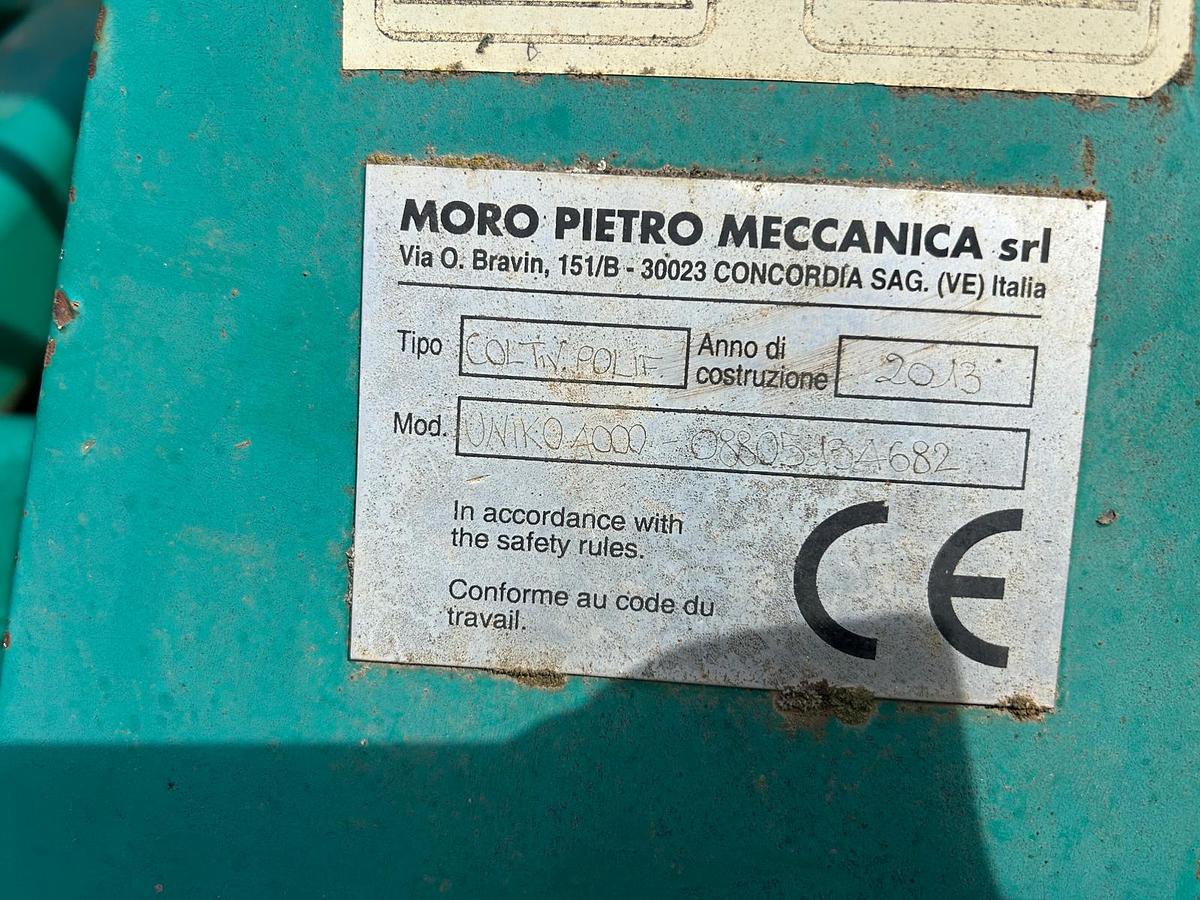 MORO PIETRO MECCANICA srl
Via O. Bravin, 151/B - 30023 CONCORDIA SAG. (VE) Italia
Tipo COLTIV. POLIF Anno di costruzione 2013
Mod. UNIKO 4000 - 0880513A682
In accordance with
the safety rules.
Conforme au code du
travail.
CE